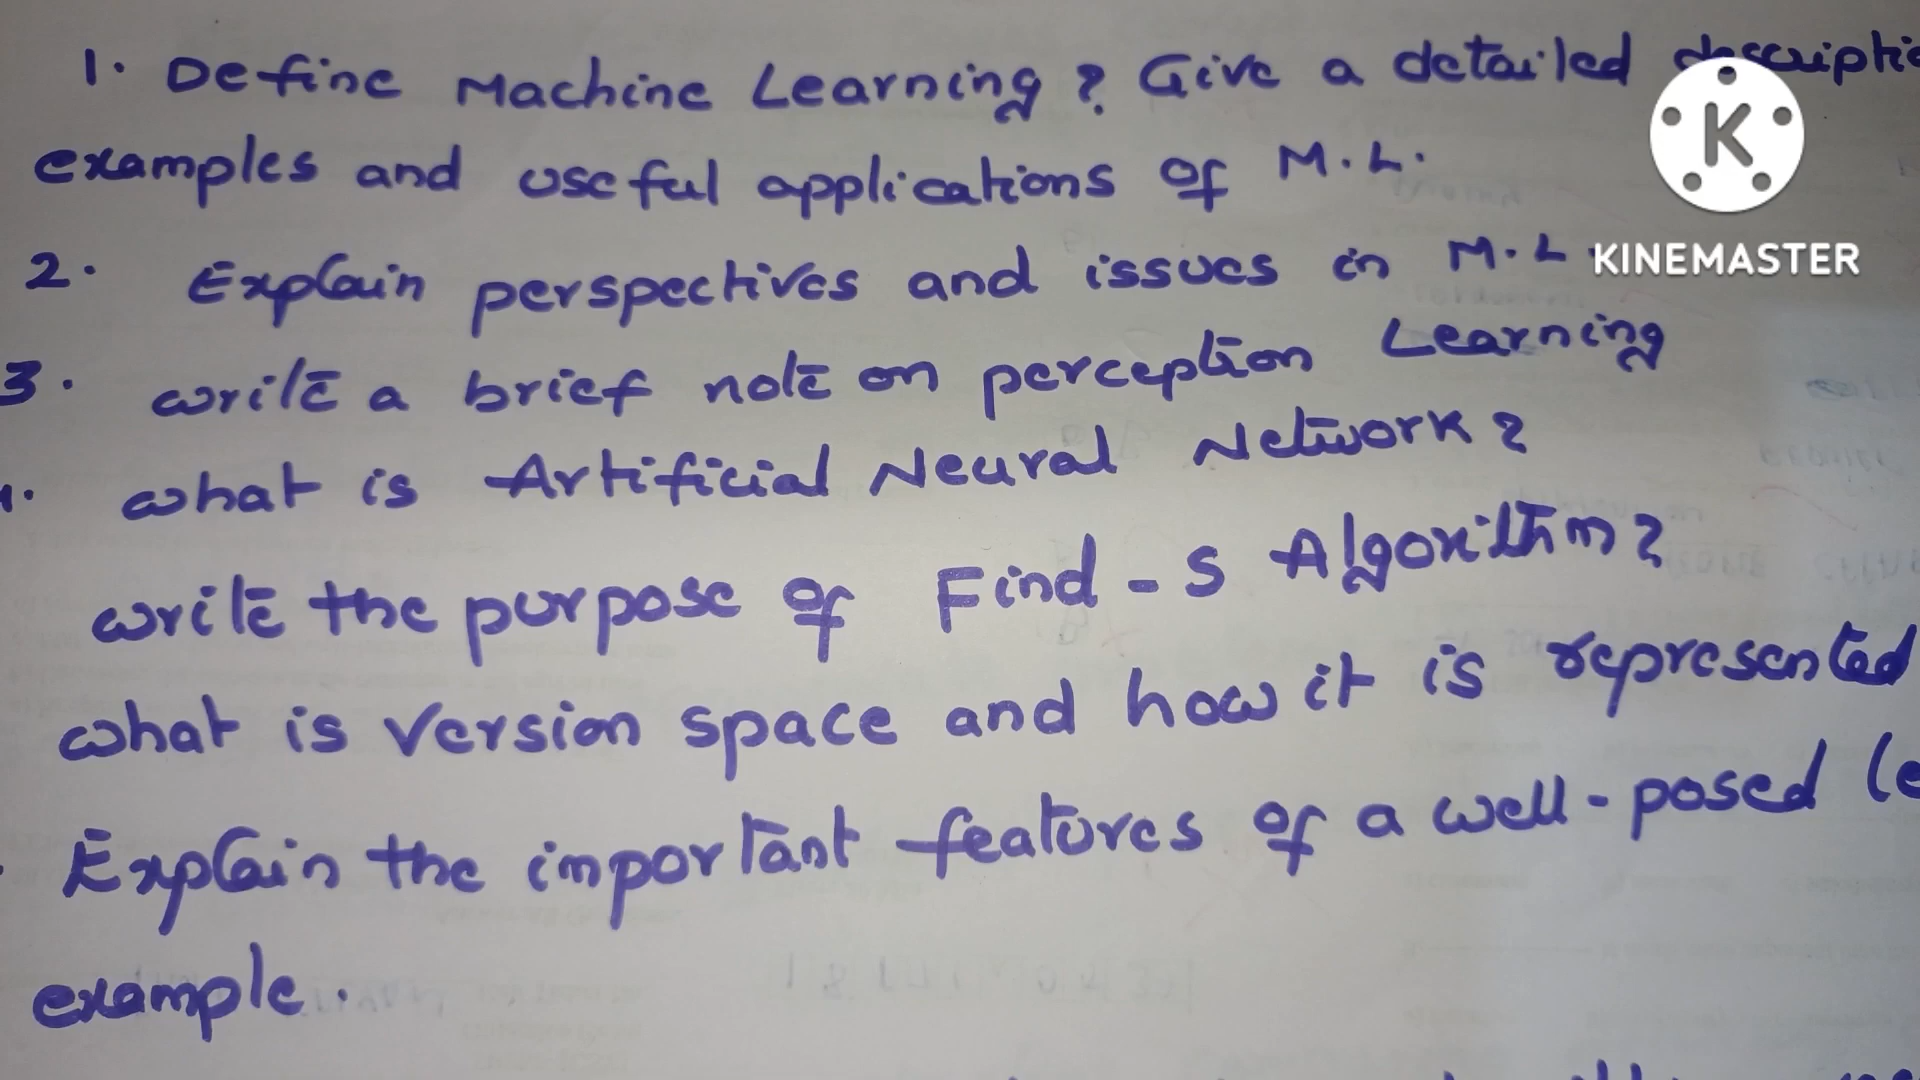 1. Define Machine Learning? Give a detailed descriptio
examples and useful applications of M.L.
2. Explain perspectives and issues in M.L.
3. write a brief note on perception Learning
what is Artificial Neural Network?
write the purpose of Find-S Algorithm?
what is version space and how it is represented
Explain the important features of a well-posed (e
example.
K
KINEMASTER